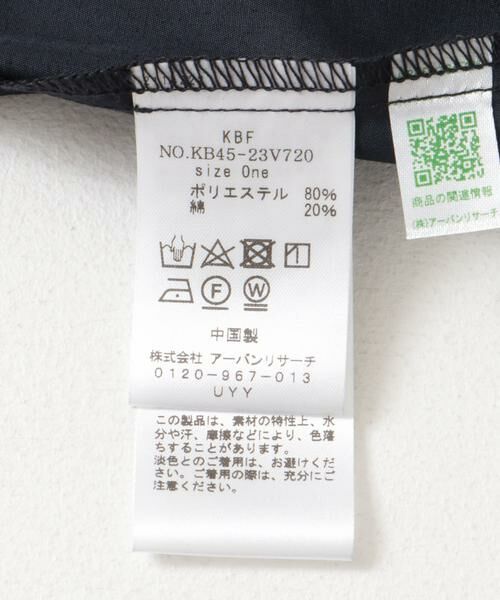 KBF
NO.KB45-23V720
size One
ポリエステル 80%
綿 20%
F
W
中国製
株式会社 アーバンリサーチ
0120-967-013
UYY
この製品は、素材の特性上、水
分や汗、摩擦などにより、色落
ちすることがあります。
淡色とのご着用は、お避けくださ
い。ご着用の際は、充分にご
注意ください。
商品の関連情報
(株)アーバンリサーチ